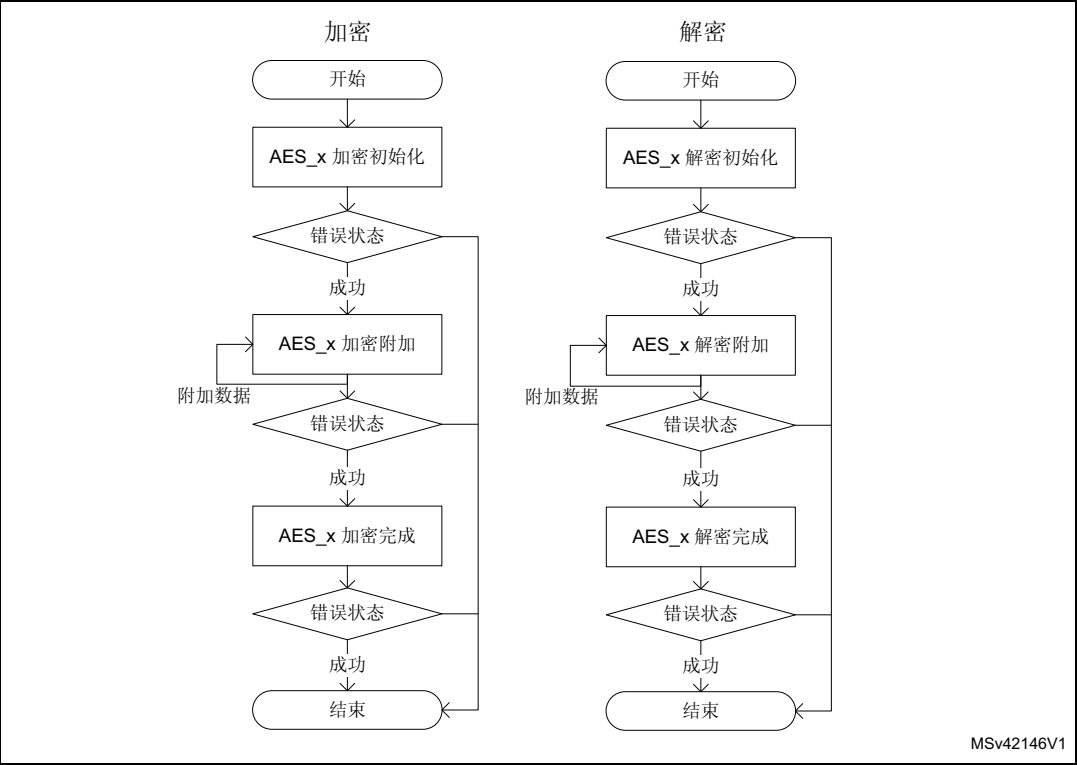 加密
开始
AES_x 加密初始化
错误状态
成功
AES_x 加密附加
附加数据
错误状态
成功
AES_x 加密完成
错误状态
成功
结束
解密
开始
AES_x 解密初始化
错误状态
成功
AES_x 解密附加
附加数据
错误状态
成功
AES_x 解密完成
错误状态
成功
结束
MSv42146V1